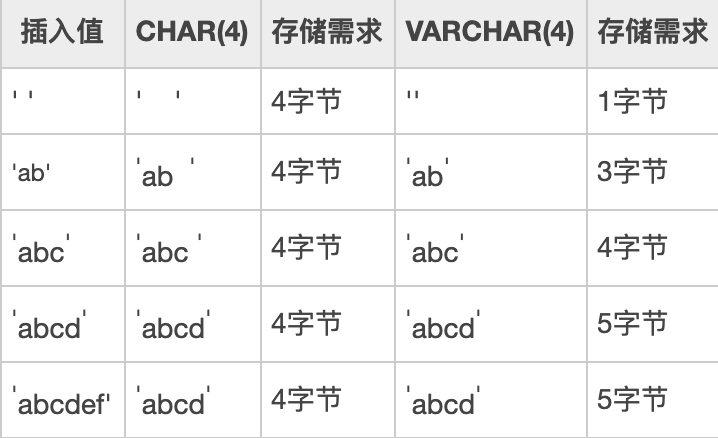 插入值 CHAR(4) 存储需求 VARCHAR(4) 存储需求
' ' '    ' 4字节 '' 1字节
'ab' 'ab  ' 4字节 'ab' 3字节
'abc' 'abc ' 4字节 'abc' 4字节
'abcd' 'abcd' 4字节 'abcd' 5字节
'abcdef' 'abcd' 4字节 'abcd' 5字节